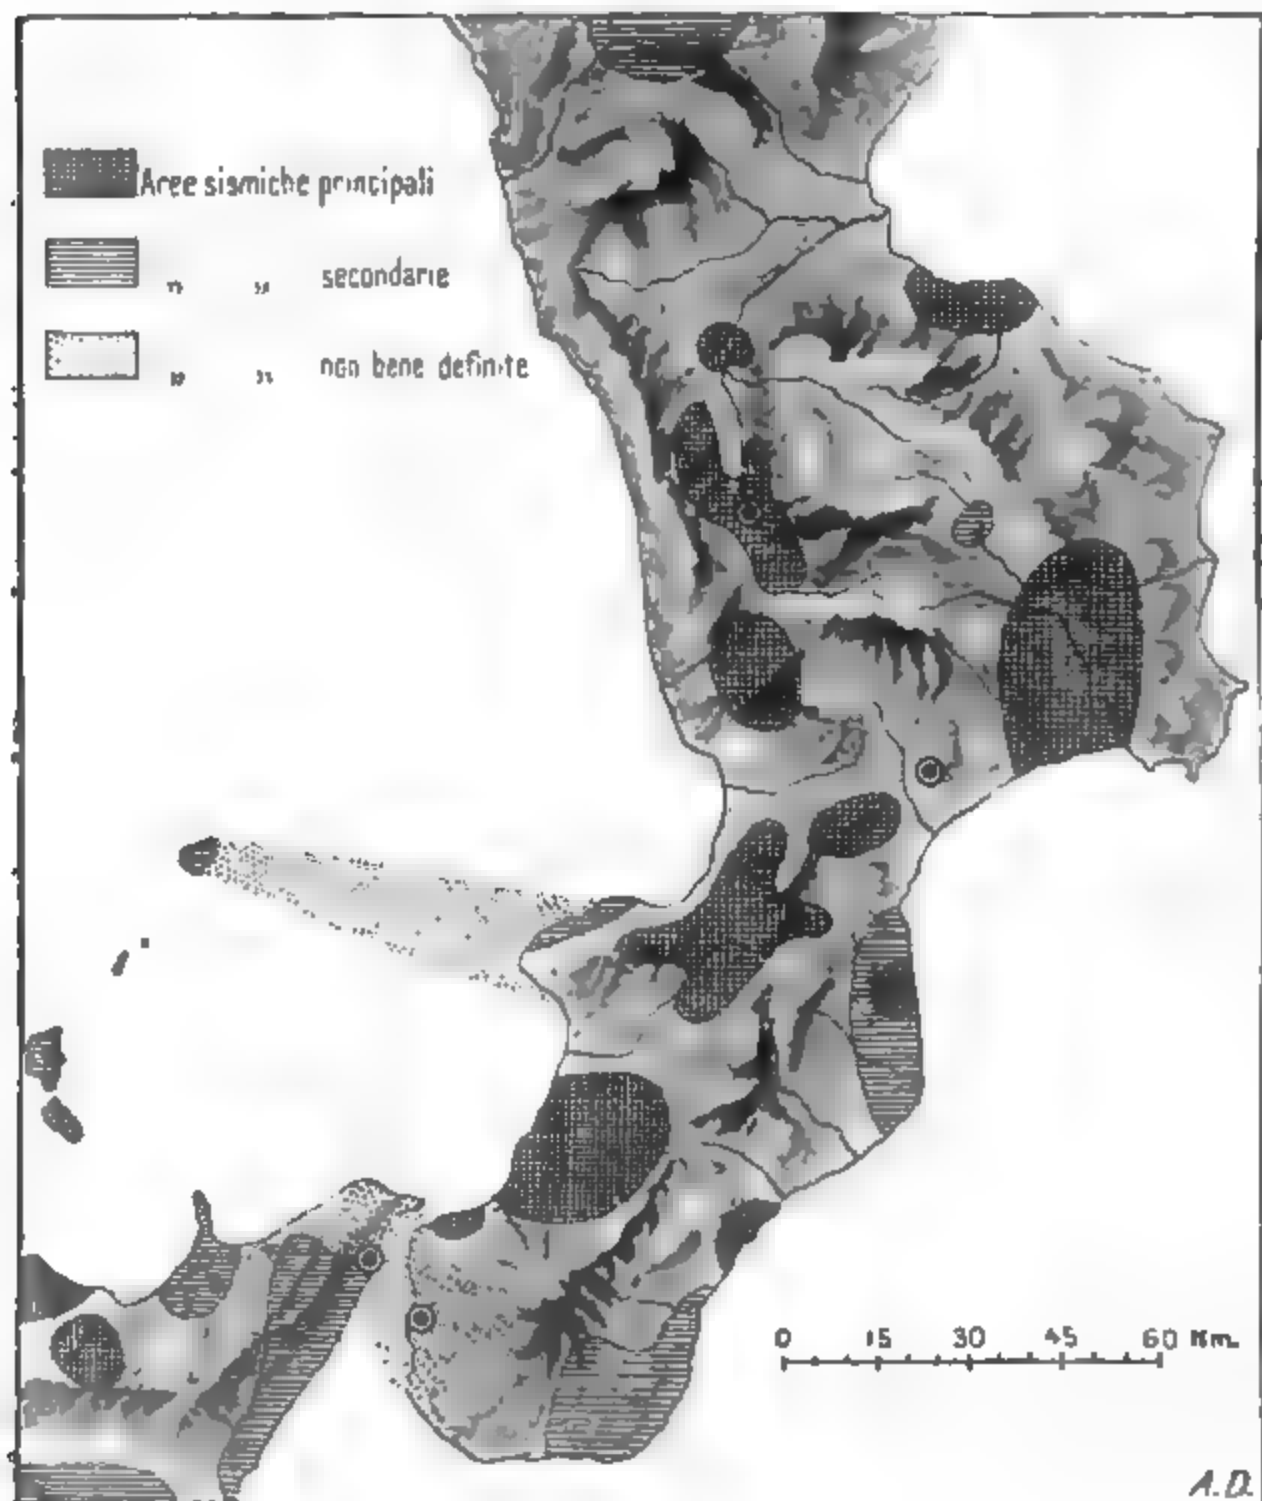 Aree sismiche principali
" " secondarie
" " non bene definite
0 15 30 45 60 Km.
A.D.